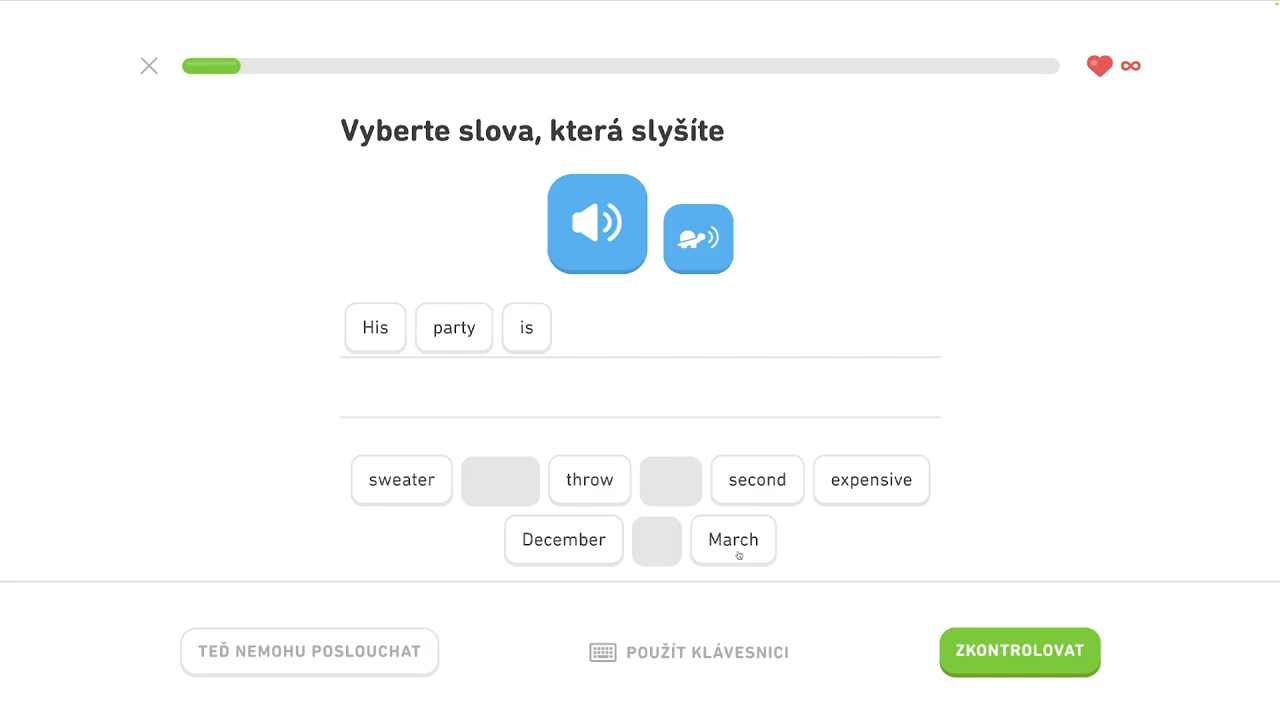 Vyberte slova, která slyšíte
His party is
sweater throw second expensive
December March
TEĎ NEMOHU POSLOUCHAT POUŽÍT KLÁVESNICI ZKONTROLOVAT